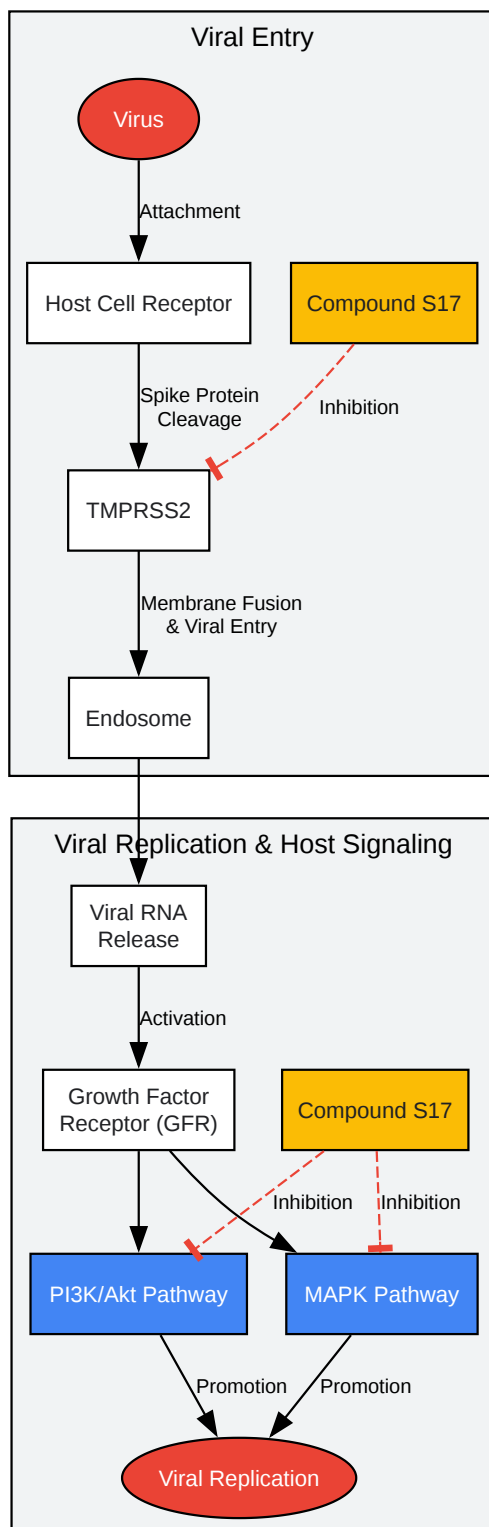 Viral Entry
Virus
Attachment
Host Cell Receptor
Compound S17
Spike Protein
Cleavage
Inhibition
TMPRSS2
Membrane Fusion
& Viral Entry
Endosome
Viral Replication & Host Signaling
Viral RNA
Release
Activation
Growth Factor
Receptor (GFR)
Compound S17
Inhibition
Inhibition
PI3K/Akt Pathway
MAPK Pathway
Promotion
Promotion
Viral Replication